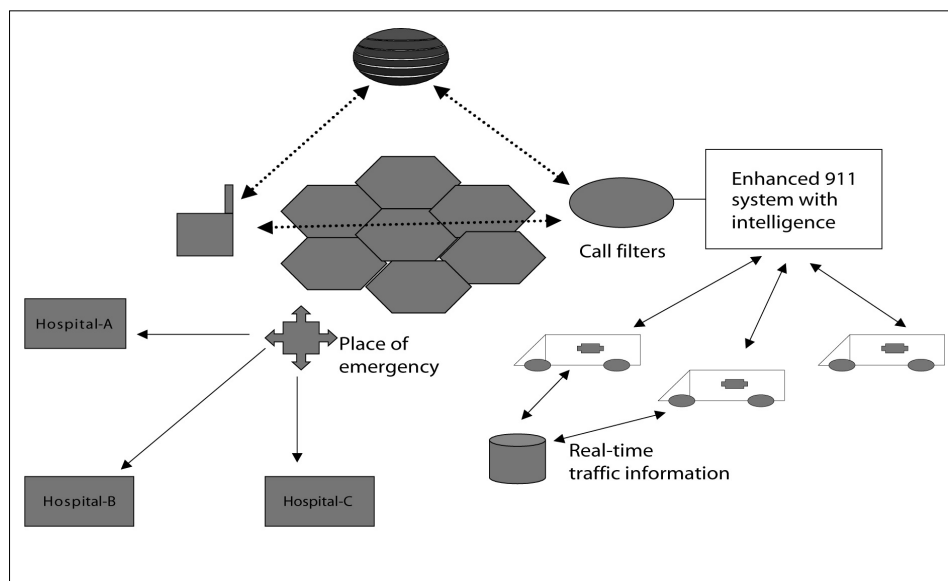 Enhanced 911
system with
intelligence
Call filters
Hospital-A
Place of
emergency
Real-time
traffic information
Hospital-B
Hospital-C